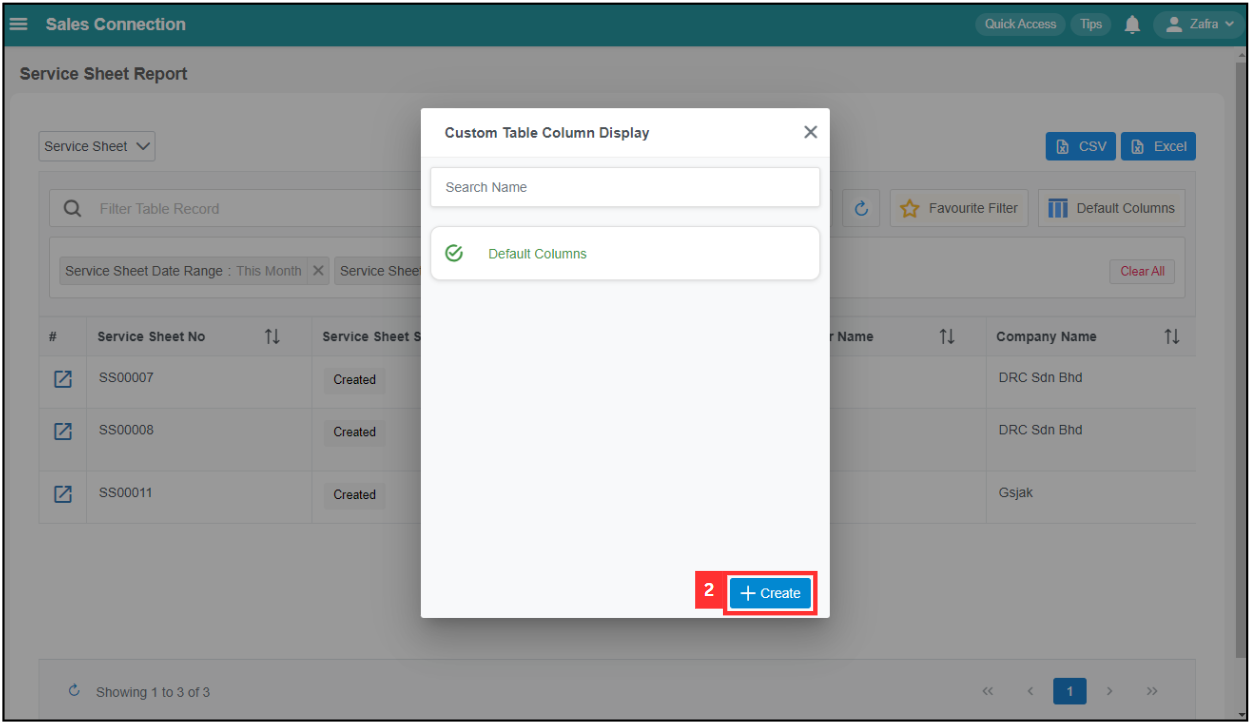 Sales Connection
Quick Access
Tips
Zafra
Service Sheet Report
Custom Table Column Display
Service Sheet
CSV
Excel
Search Name
Filter Table Record
Favourite Filter
Default Columns
Default Columns
Service Sheet Date Range : This Month
Service Sheet
Clear All
# Service Sheet No Service Sheet S r Name Company Name
SS00007 Created DRC Sdn Bhd
SS00008 Created DRC Sdn Bhd
SS00011 Created Gsjak
2 + Create
Showing 1 to 3 of 3
<< < 1 > >>